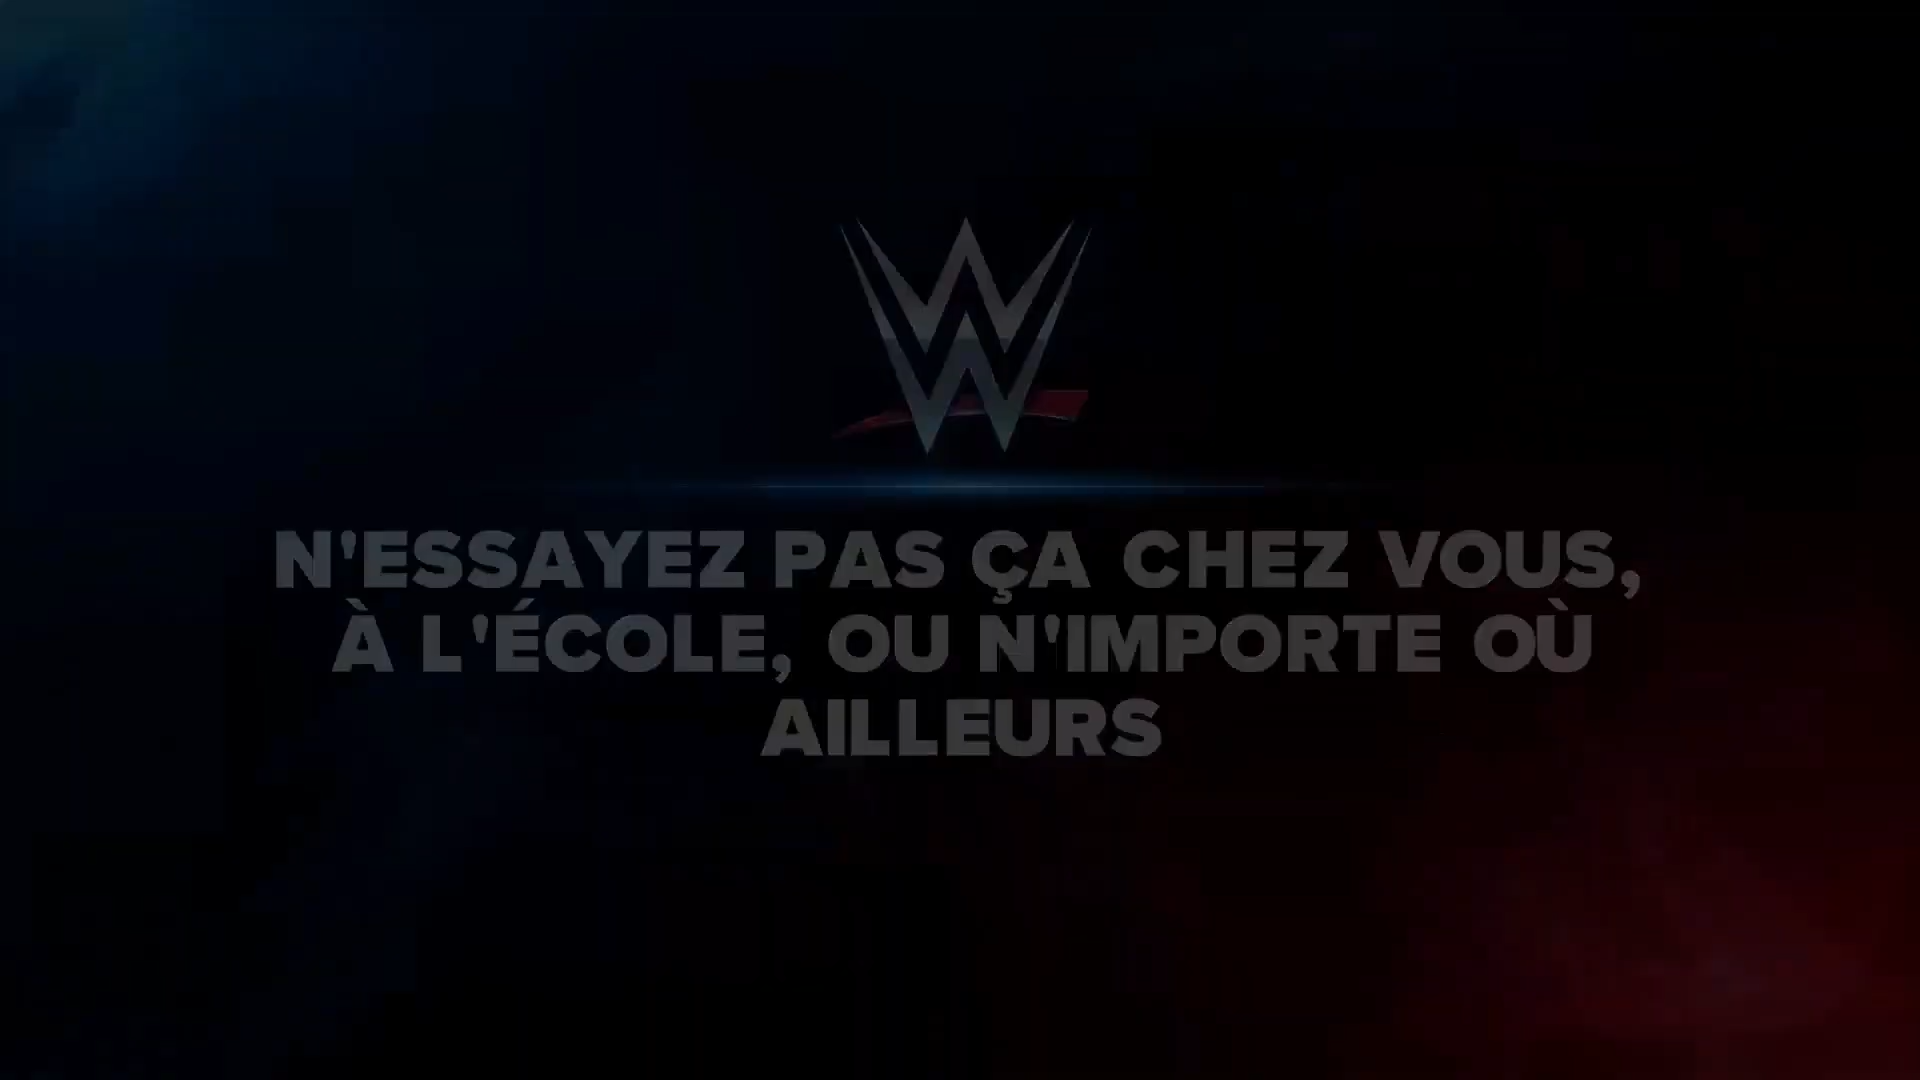 N'ESSAYEZ PAS ÇA CHEZ VOUS,
À L'ÉCOLE, OU N'IMPORTE OÙ
AILLEURS